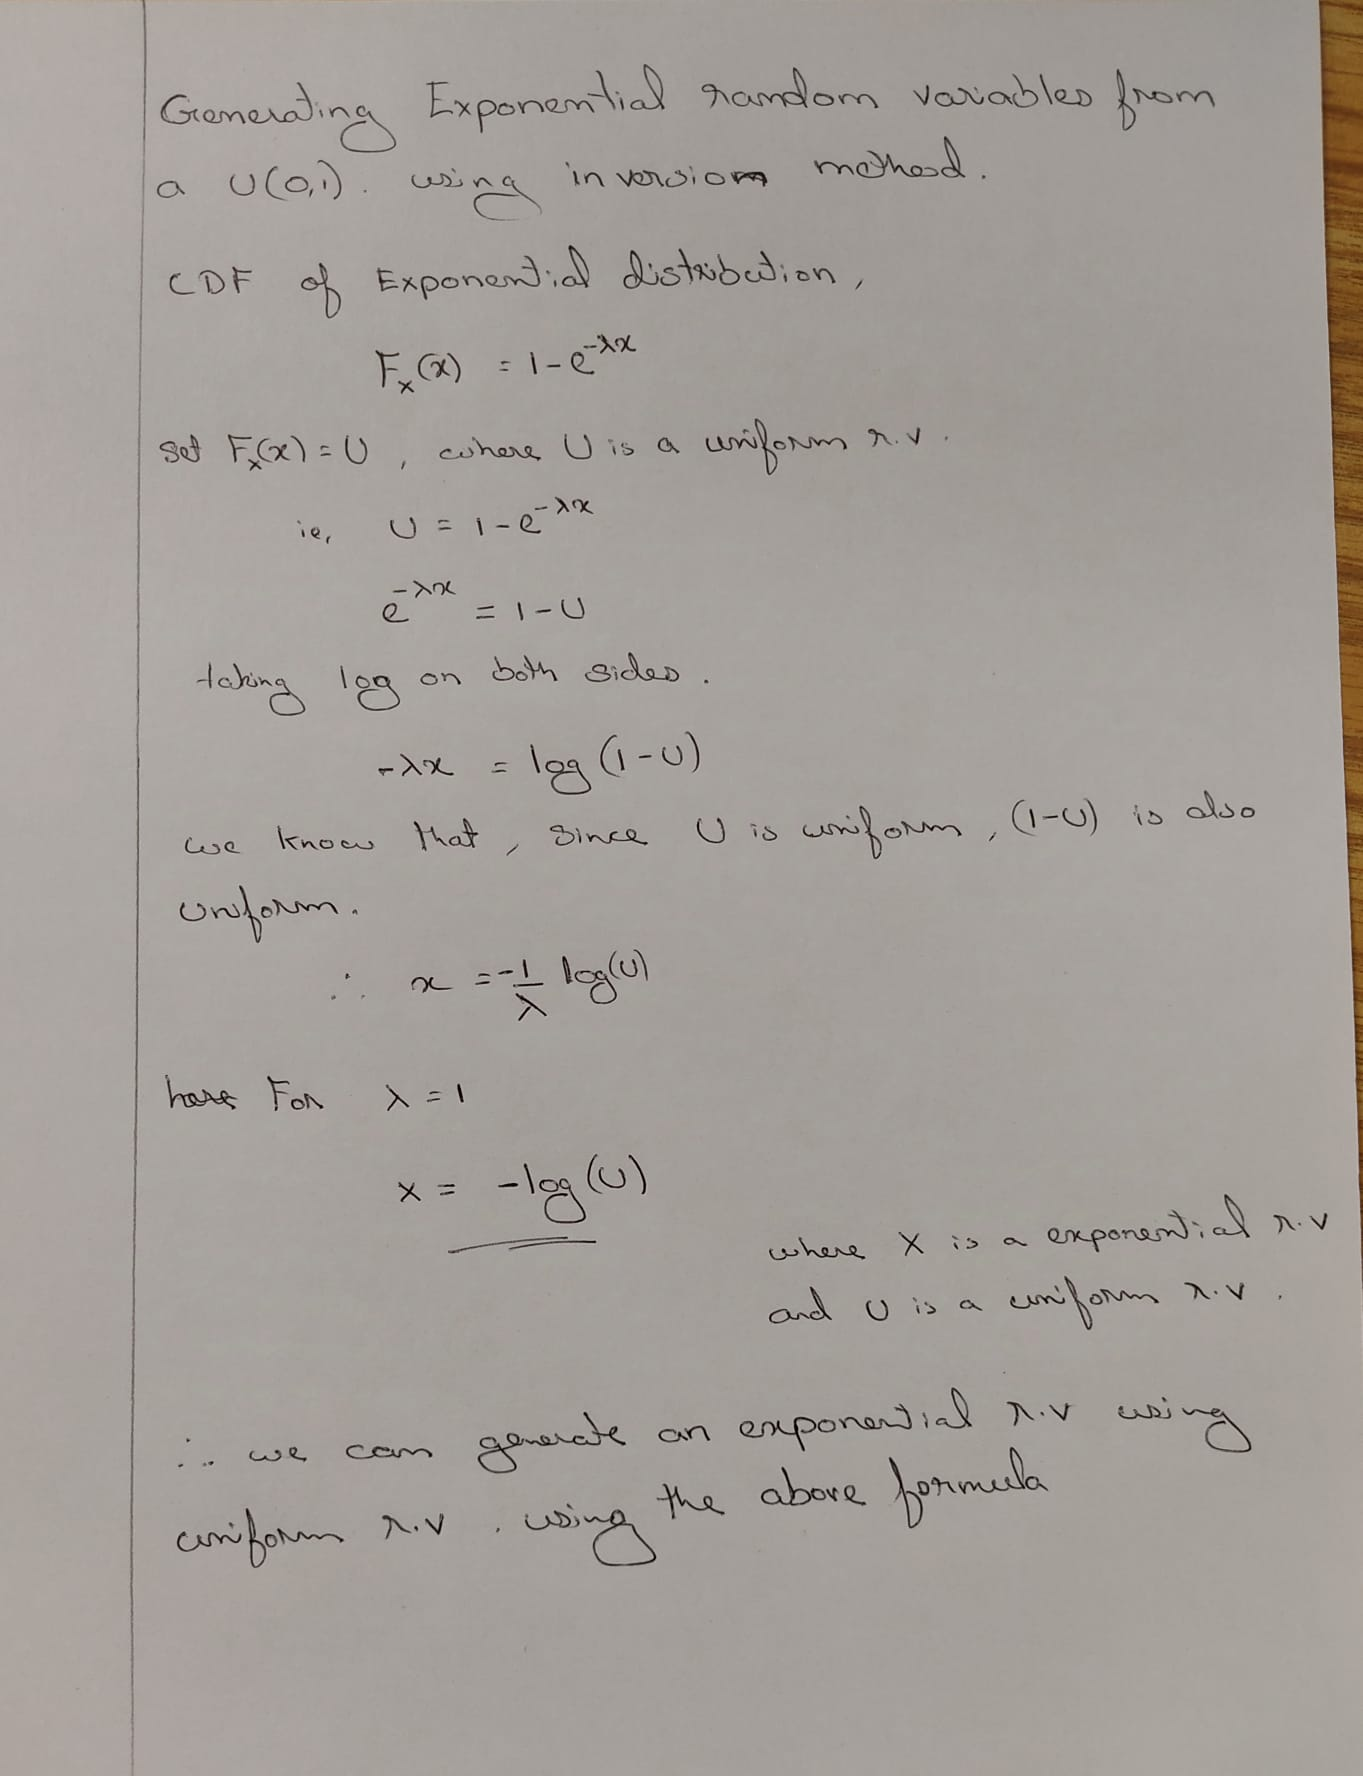 Generating Exponential random variables from
a U(0,1). using inversion method.
CDF of Exponential distribution,
Fₓ(x) = 1-e^{-λx}
set Fₓ(x) = U , where U is a uniform r.v.
ie, U = 1-e^{-λx}
e^{-λx} = 1-U
taking log on both sides.
-λx = log (1-U)
we know that , since U is uniform , (1-U) is also
uniform.
∴ x = -1/λ log(U)
For λ = 1
X = -log(U)
where X is a exponential r.v
and U is a uniform r.v .
∴ we can generate an exponential r.v using
uniform r.v . using the above formula